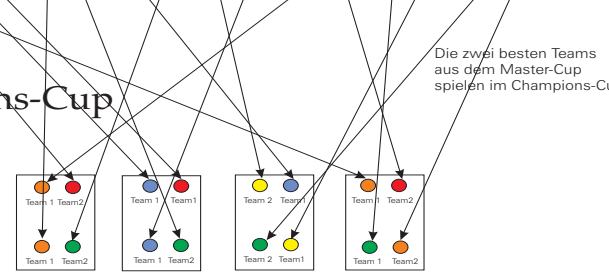 Die zwei besten Teams
aus dem Master-Cup
spielen im Champions-Cu
ns-Cup
Team 1 Team2
Team 1 Team1
Team 2 Team1
Team 1 Team2
Team 1 Team2
Team 1 Team2
Team 2 Team1
Team 1 Team2